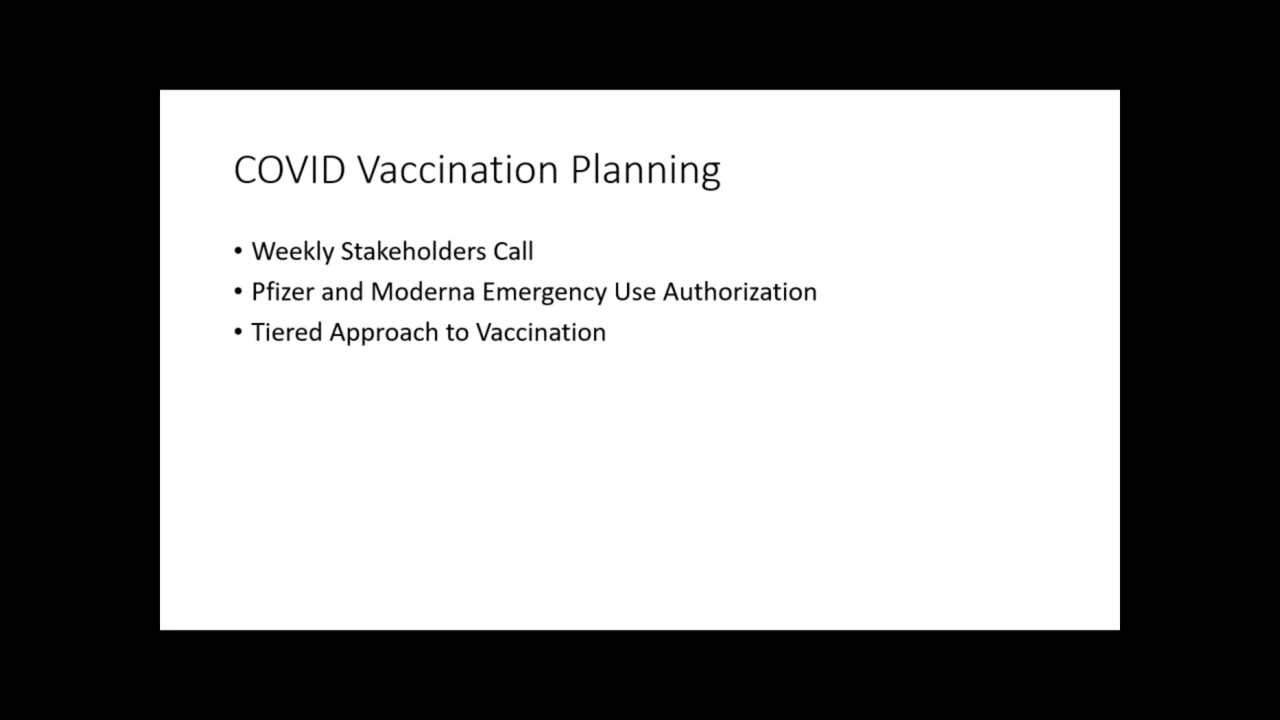 COVID Vaccination Planning
• Weekly Stakeholders Call
• Pfizer and Moderna Emergency Use Authorization
• Tiered Approach to Vaccination